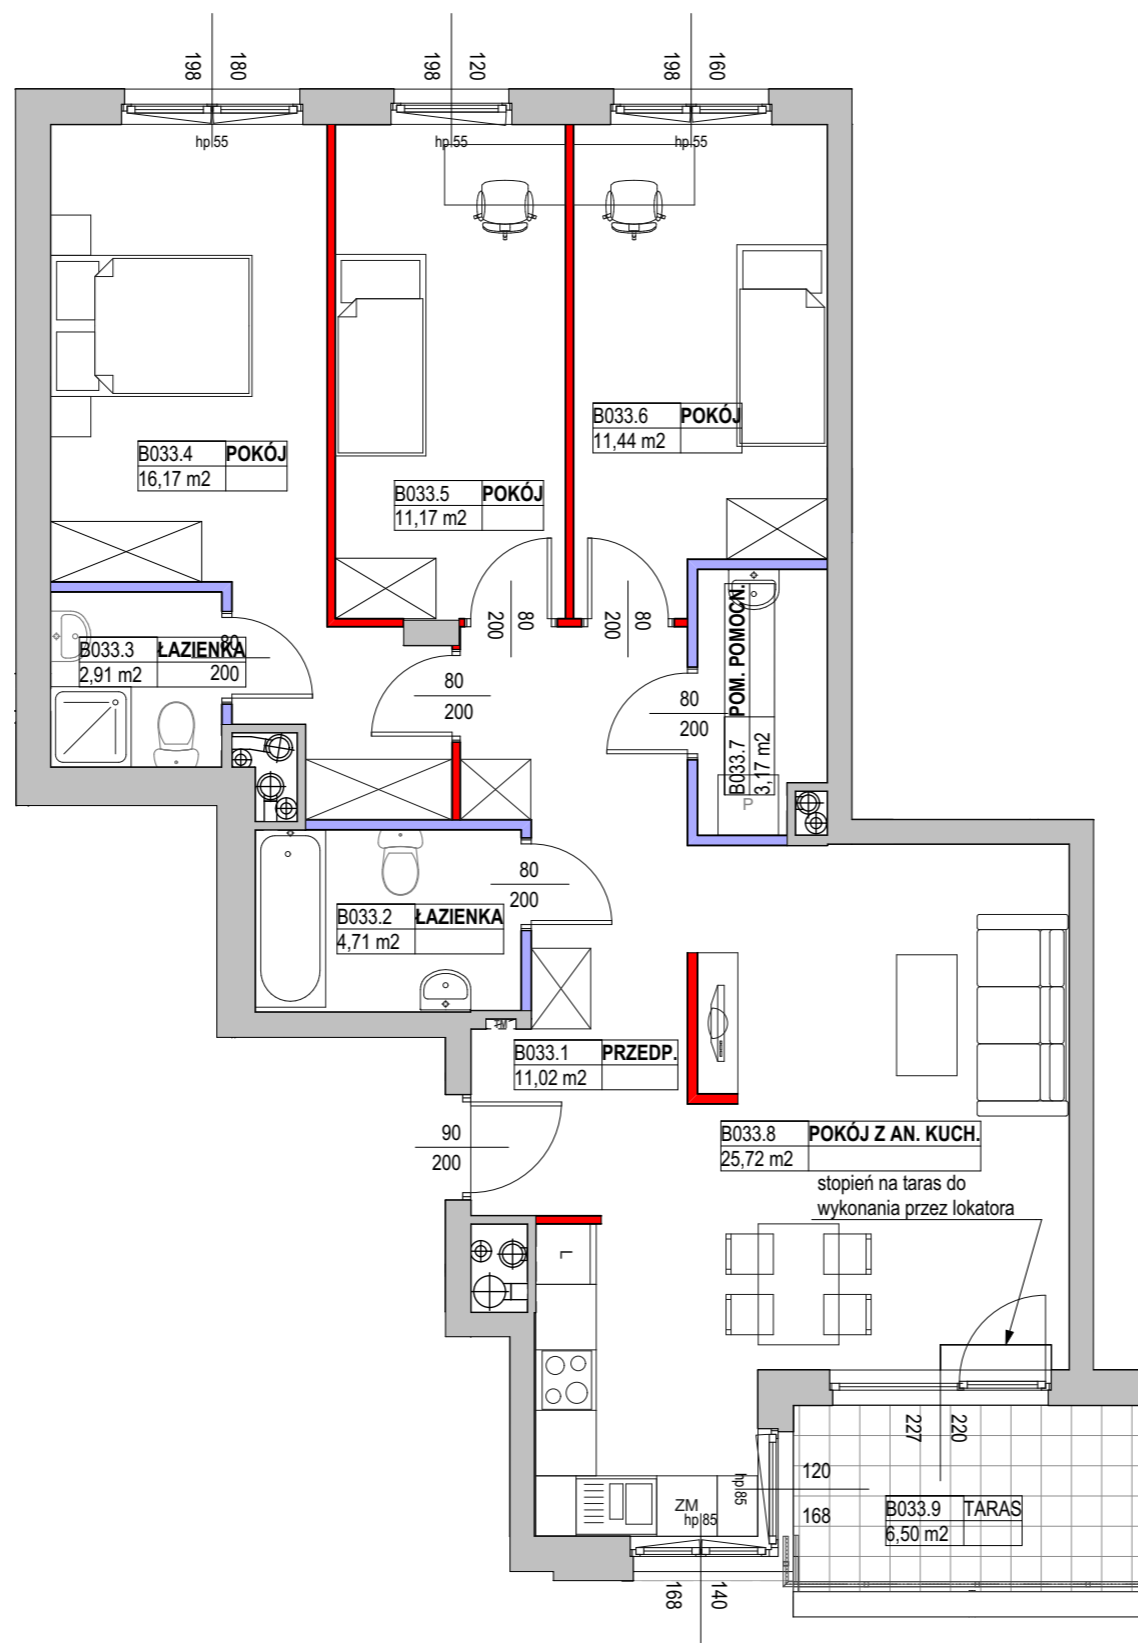 198 180
198 120
198 160
hp 55
hp 55
hp 55
B033.6 POKÓJ
11,44 m2
B033.4 POKÓJ
16,17 m2
B033.5 POKÓJ
11,17 m2
200 80
200 80
B033.3 ŁAZIENKA
2,91 m2
80
200
80
200
80
200
B033.7 POM. POMOCN.
3,17 m2
P
80
200
B033.2 ŁAZIENKA
4,71 m2
B033.1 PRZEDP.
11,02 m2
90
200
B033.8 POKÓJ Z AN. KUCH.
25,72 m2
stopień na taras do
wykonania przez lokatora
L
227 220
120
168
hp 85
ZM
hp 85
B033.9 TARAS
6,50 m2
168 140